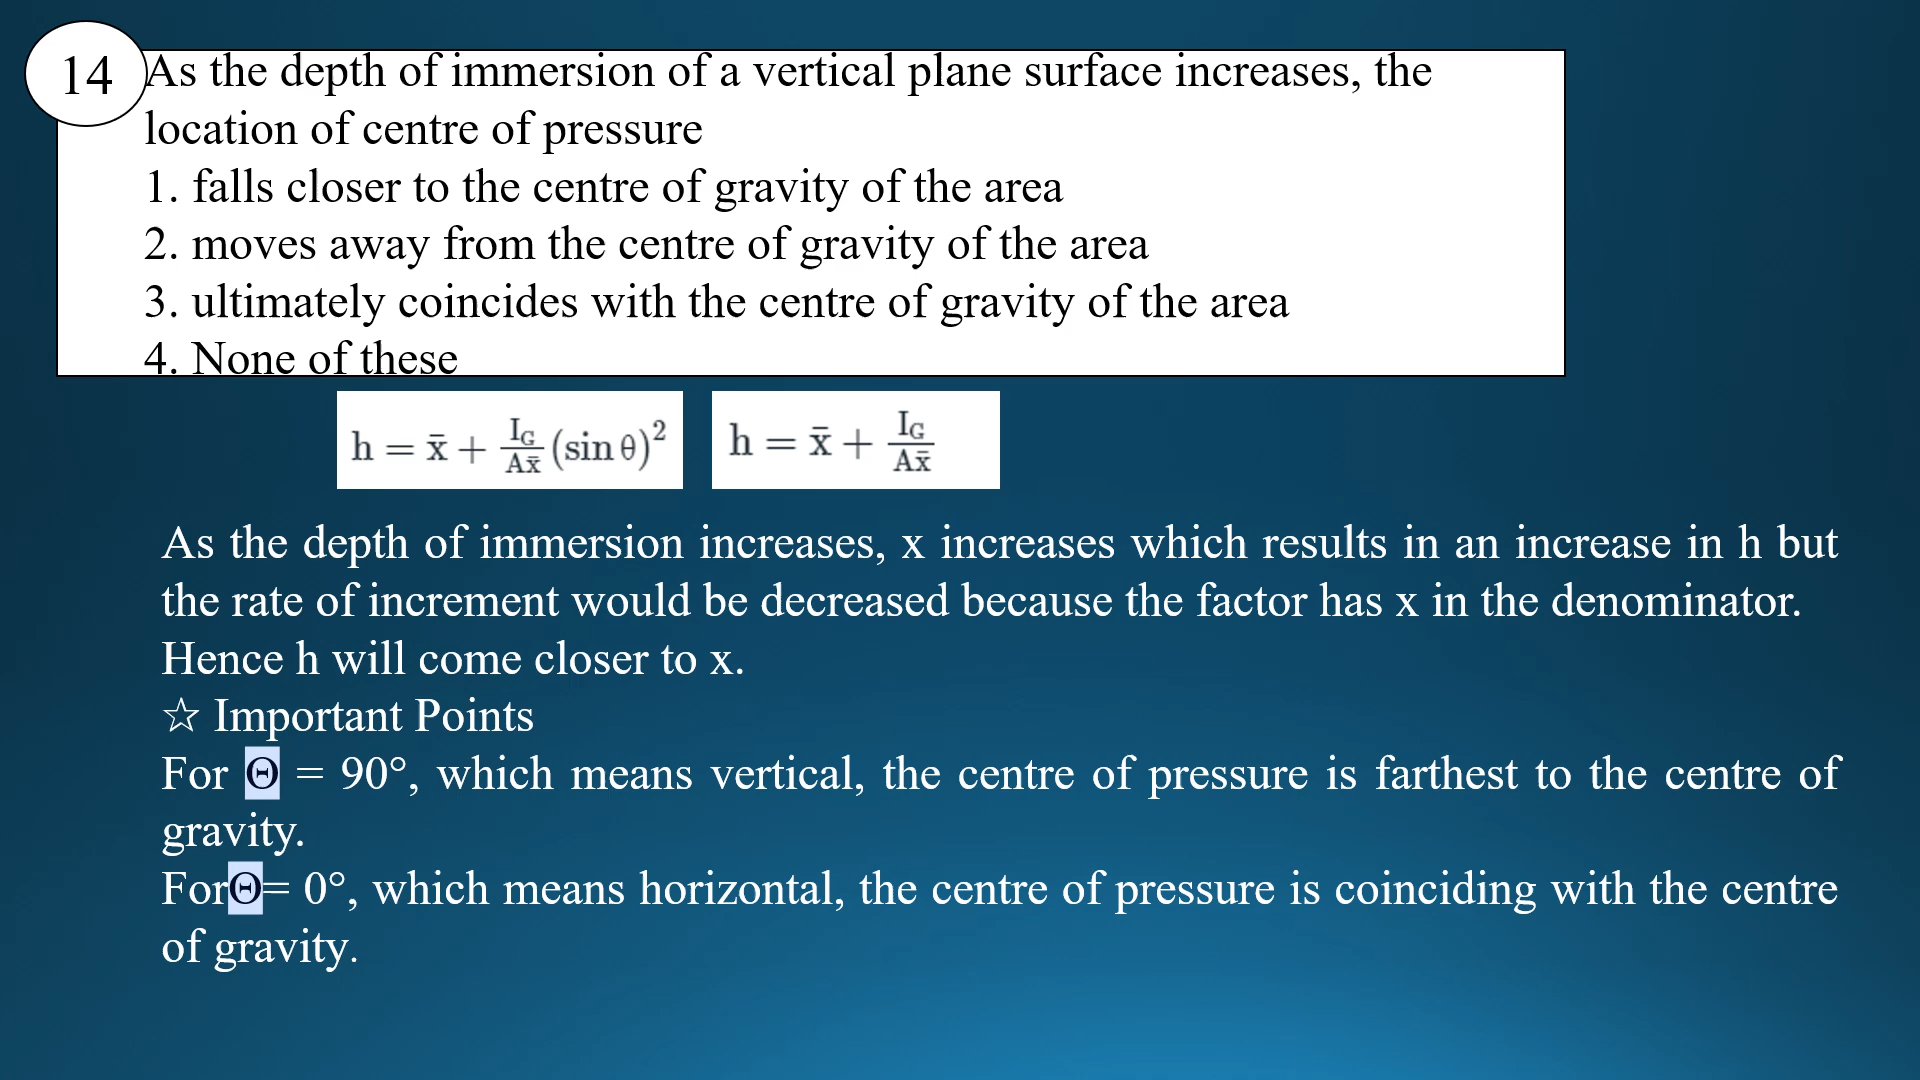 14
As the depth of immersion of a vertical plane surface increases, the
location of centre of pressure
1. falls closer to the centre of gravity of the area
2. moves away from the centre of gravity of the area
3. ultimately coincides with the centre of gravity of the area
4. None of these
h = x̄ + I_G/Ax̄ (sin θ)²
h = x̄ + I_G/Ax̄
As the depth of immersion increases, x increases which results in an increase in h but
the rate of increment would be decreased because the factor has x in the denominator.
Hence h will come closer to x.
☆ Important Points
For Θ = 90°, which means vertical, the centre of pressure is farthest to the centre of
gravity.
ForΘ= 0°, which means horizontal, the centre of pressure is coinciding with the centre
of gravity.